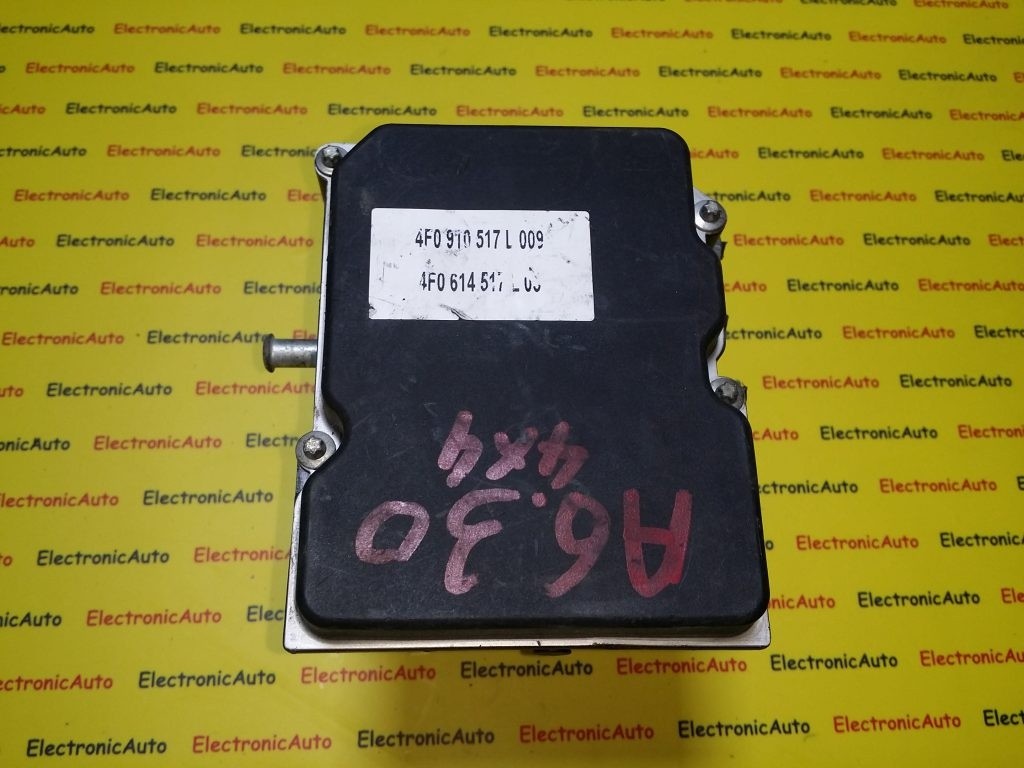 4F0 910 517 L 009
4F0 614 517 L
A6 3.0
4x4
ElectronicAuto